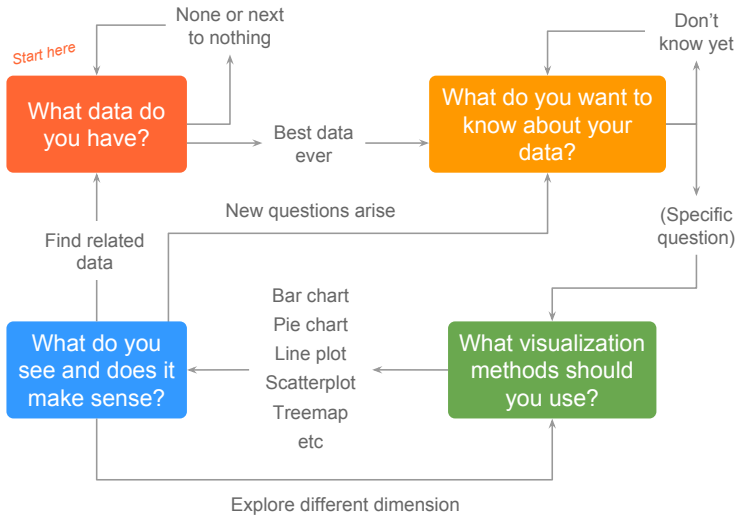 None or next
to nothing
Don’t
know yet
Start here
What data do
you have?
What do you want to
know about your
data?
Best data
ever
New questions arise
(Specific
question)
Find related
data
Bar chart
Pie chart
Line plot
Scatterplot
Treemap
etc
What do you
see and does it
make sense?
What visualization
methods should
you use?
Explore different dimension